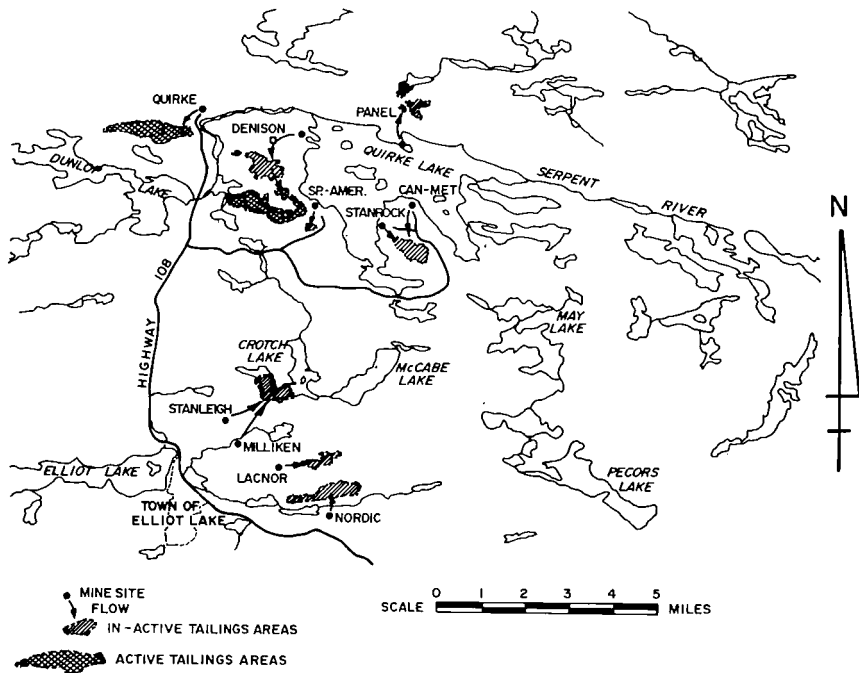 QUIRKE
PANEL
DENISON
QUIRKE LAKE
DUNLOP
LAKE
SERPENT
RIVER
SP.-AMER.
CAN-MET
STANROCK
N
HIGHWAY 108
MAY
LAKE
CROTCH
LAKE
McCABE
LAKE
STANLEIGH
MILLIKEN
ELLIOT LAKE
LACNOR
PECORS
LAKE
TOWN OF
ELLIOT LAKE
NORDIC
MINE SITE
FLOW
IN-ACTIVE TAILINGS AREAS
ACTIVE TAILINGS AREAS
SCALE 0 1 2 3 4 5 MILES